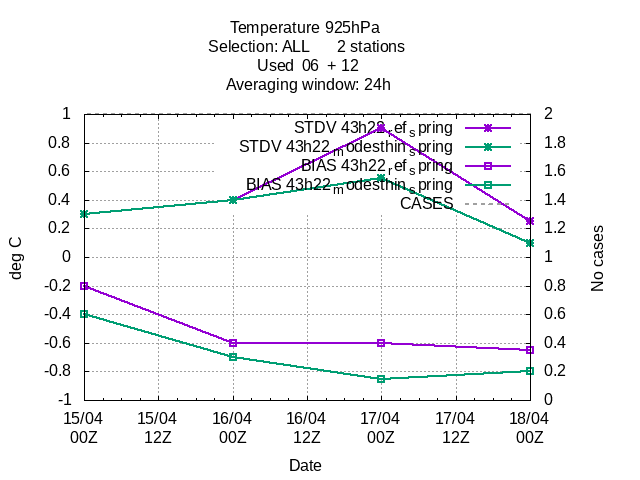 Temperature 925hPa
Selection: ALL 2 stations
Used 06 + 12
Averaging window: 24h
STDV 43h22_ref_spring
STDV 43h22_modesthin_spring
BIAS 43h22_ref_spring
BIAS 43h22_modesthin_spring
CASES
1
0.8
0.6
0.4
0.2
0
-0.2
-0.4
-0.6
-0.8
-1
deg C
2
1.8
1.6
1.4
1.2
1
0.8
0.6
0.4
0.2
0
No cases
15/04 15/04 16/04 16/04 17/04 17/04 18/04
00Z 12Z 00Z 12Z 00Z 12Z 00Z
Date